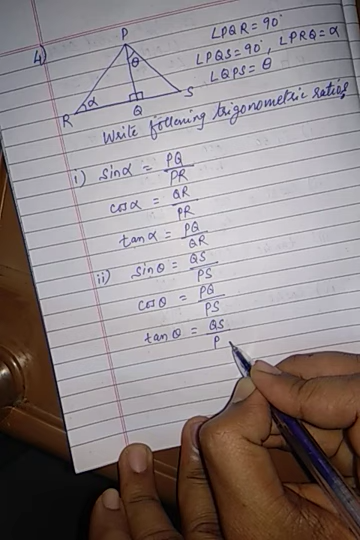 4)
P
θ
α
R
Q
S
∠PQR = 90°
∠PQS = 90°, ∠PRQ = α
∠QPS = θ
Write following trigonometric ratios
i) sinα = PQ/PR
cosα = QR/PR
tanα = PQ/QR
ii) sinθ = QS/PS
cosθ = PQ/PS
tanθ = QS/P